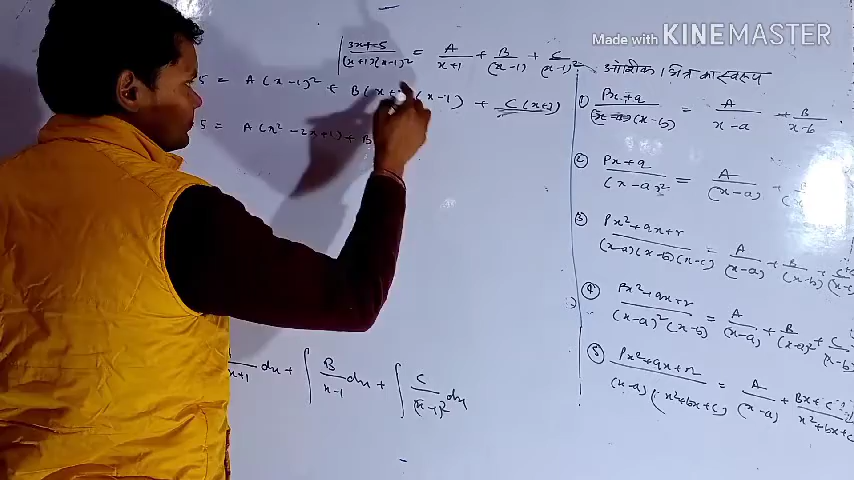 Made with KINEMASTER
(3x+5)/((x+1)(x-1)²) = A/(x+1) + B/(x-1) + C/(x-1)²
5 = A(x-1)² + B(x+1)(x-1) + C(x+1)
5 = A(x² - 2x+1) + B
/(x+1) dx + ∫ B/(x-1) dx + ∫ C/(x-1)² dx
आंशिक भिन्न का स्वरूप
① (Px+q)/((x-a)(x-b)) = A/(x-a) + B/(x-b)
② (Px+q)/(x-a)² = A/(x-a) +
③ (Px²+qx+r)/((x-a)(x-b)(x-c)) = A/(x-a) + B/(x-b) + C/(x-c)
④ (Px²+qx+r)/((x-a)²(x-b)) = A/(x-a) + B/(x-a)² + C/(x-b)
⑤ (Px²+qx+r)/((x-a)(x²+bx+c)) = A/(x-a) + (Bx+C)/(x²+bx+c)